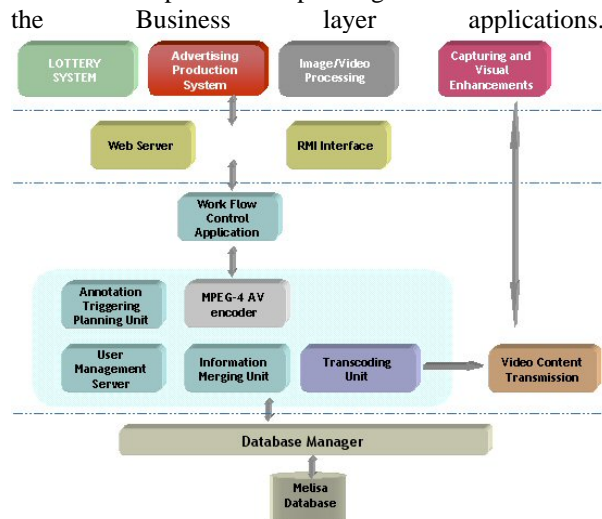 the Business layer applications.
LOTTERY
SYSTEM
Advertising
Production
System
Image/Video
Processing
Capturing and
Visual
Enhancements
Web Server
RMI Interface
Work Flow
Control
Application
Annotation
Triggering
Planning Unit
MPEG-4 AV
encoder
User
Management
Server
Information
Merging Unit
Transcoding
Unit
Video Content
Transmission
Database Manager
Melisa
Database